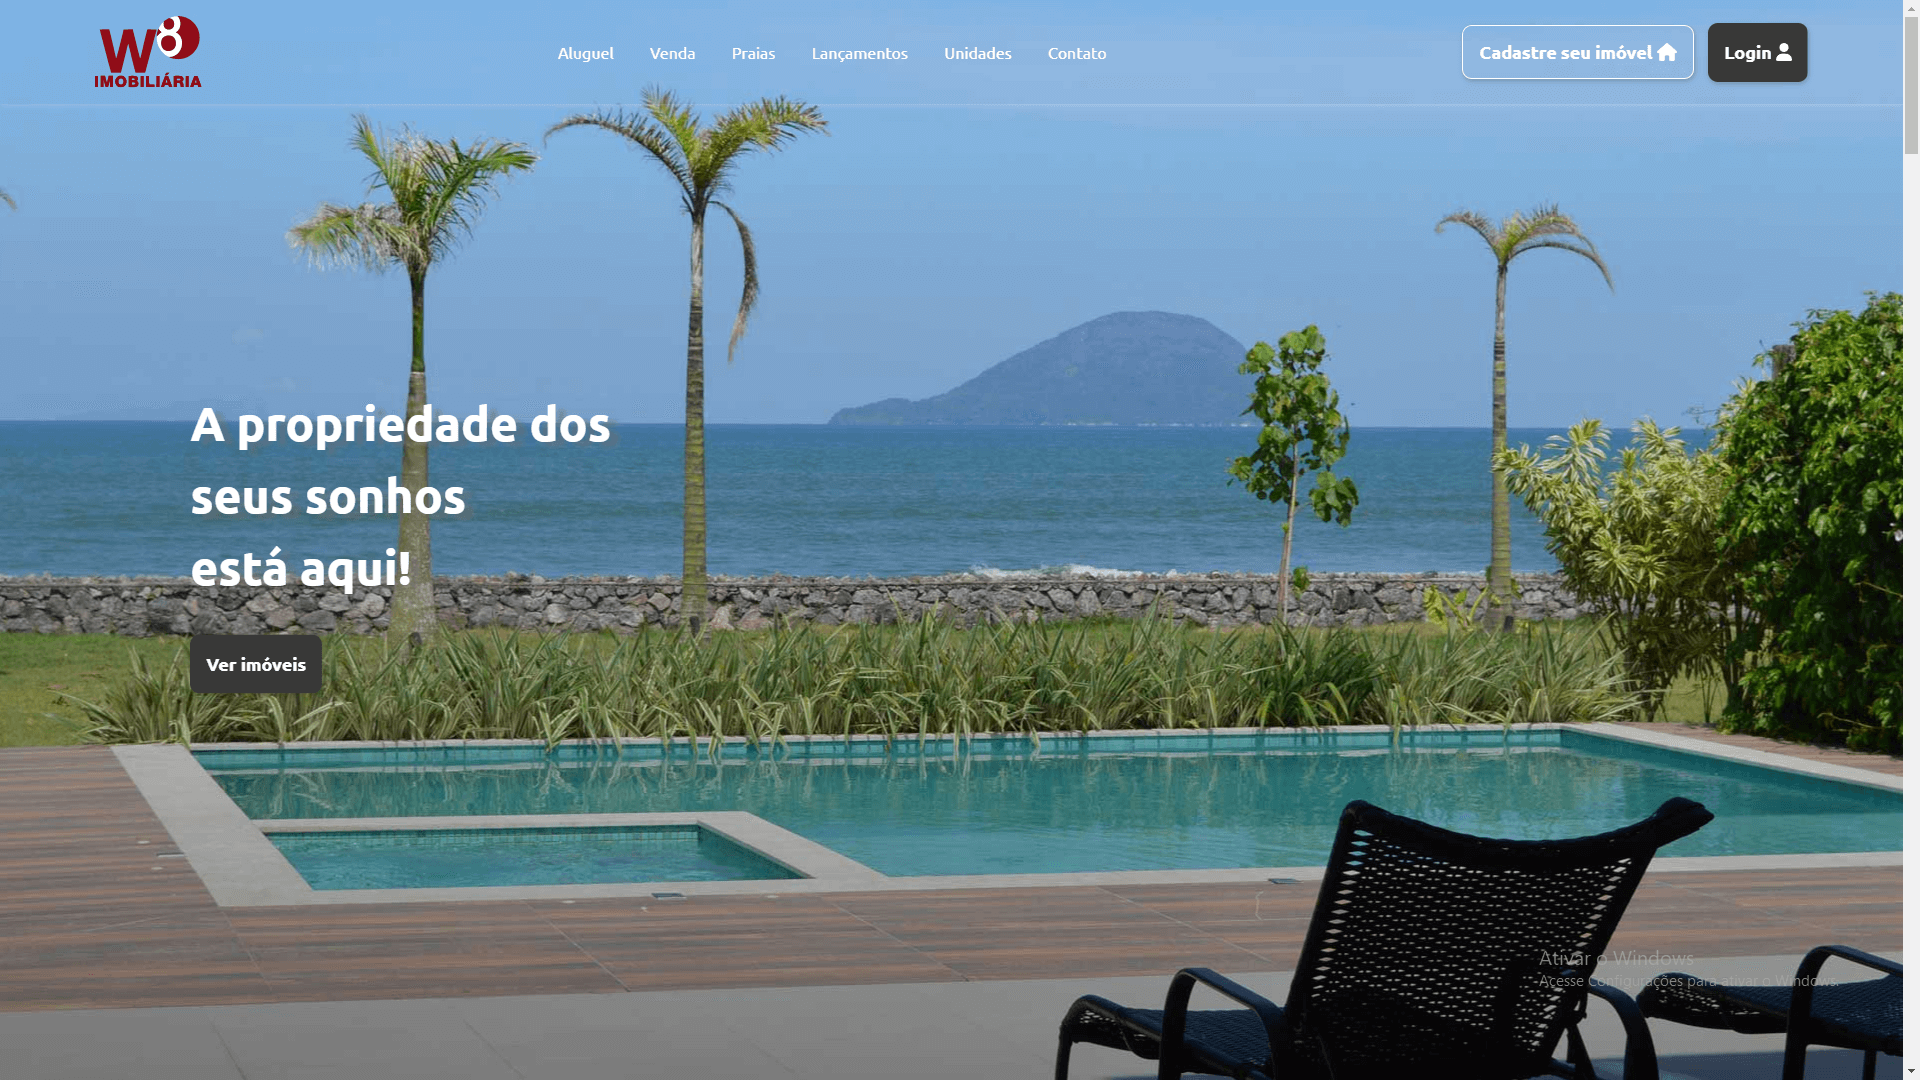 W8
IMOBILIÁRIA
Aluguel
Venda
Praias
Lançamentos
Unidades
Contato
Cadastre seu imóvel
Login
A propriedade dos
seus sonhos
está aqui!
Ver imóveis
Ativar o Windows
Acesse Configurações para ativar o Windows.